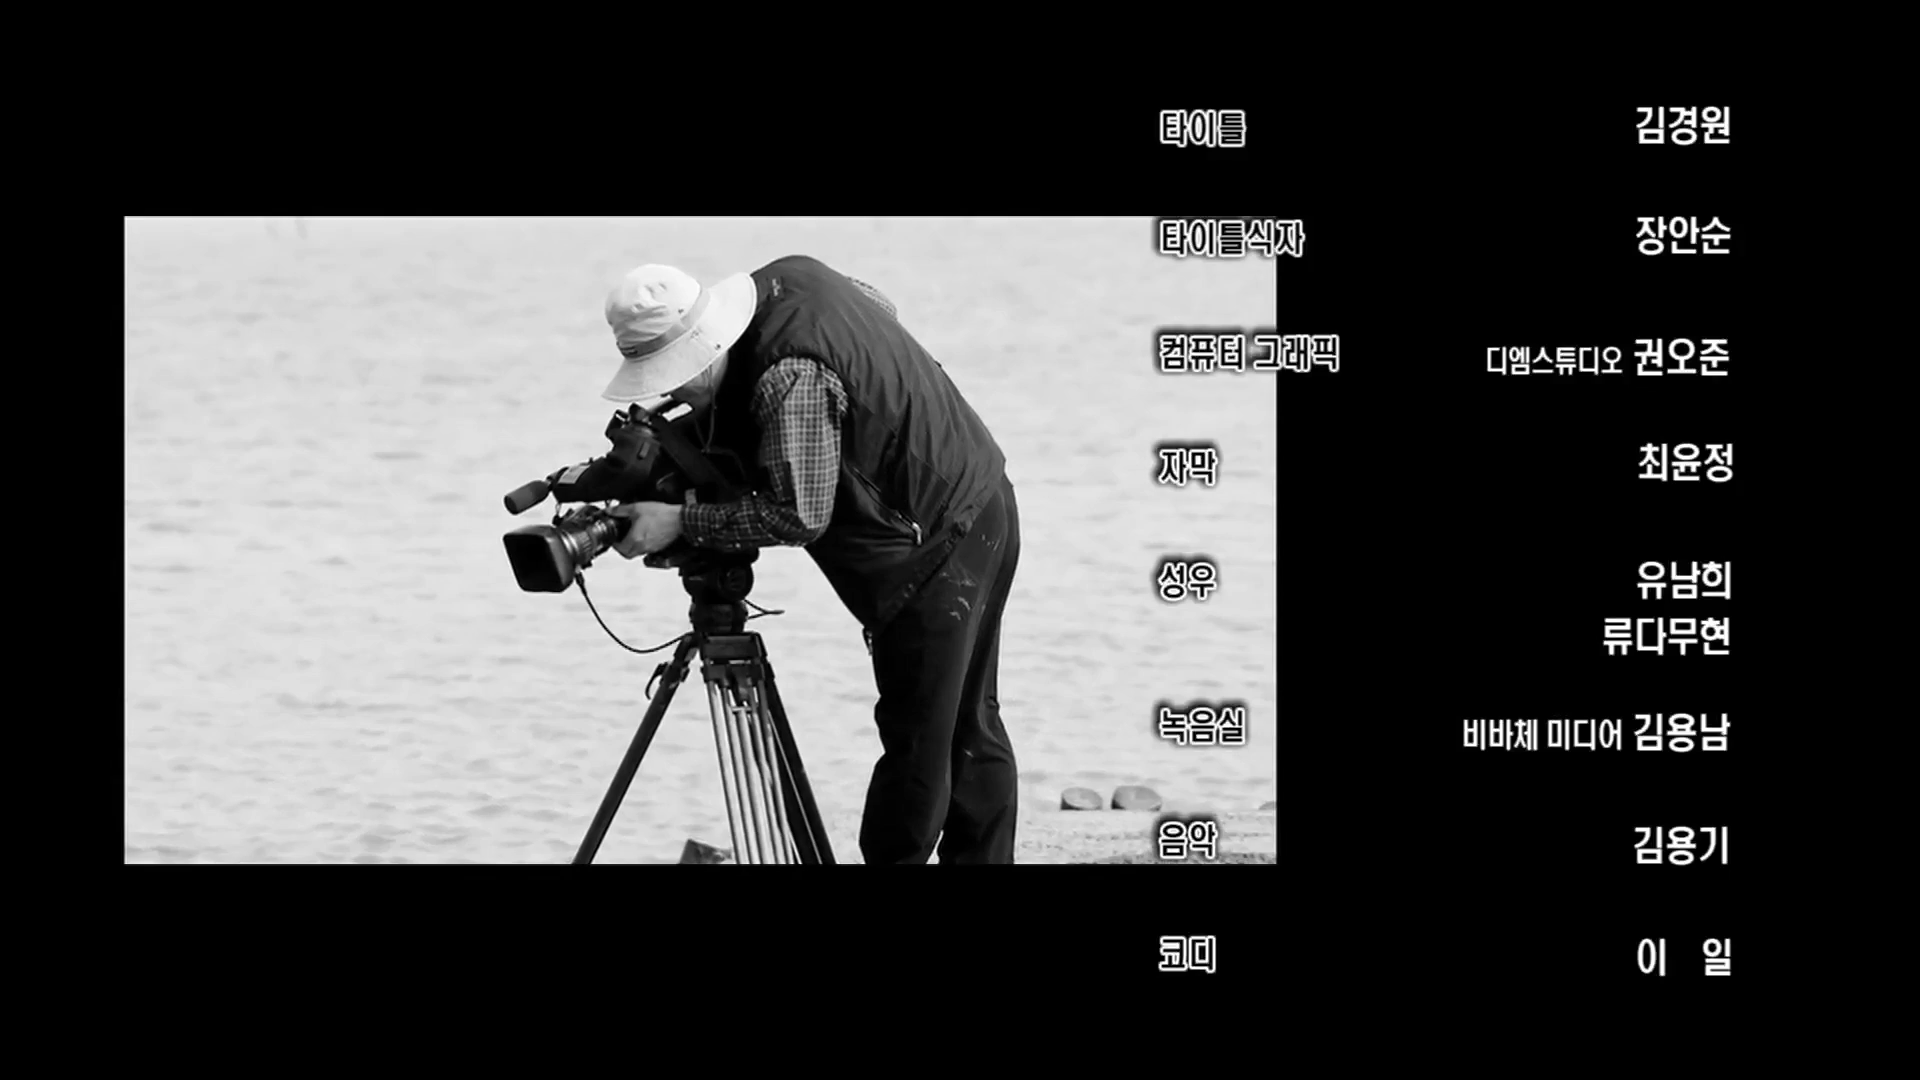 타이틀 김경원
타이틀식자 장안순
컴퓨터 그래픽 디엠스튜디오 권오준
자막 최윤정
성우 유남희
류다무현
녹음실 비바체 미디어 김용남
음악 김용기
코디 이 일